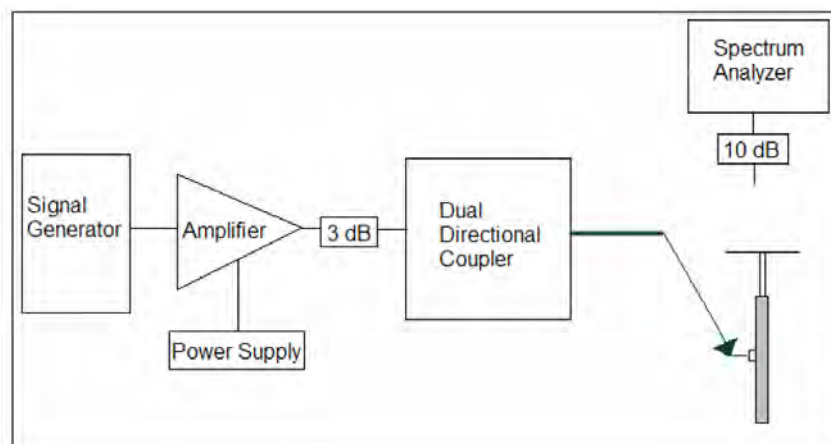 Spectrum
Analyzer
10 dB
Signal
Generator
Amplifier
3 dB
Dual
Directional
Coupler
Power Supply